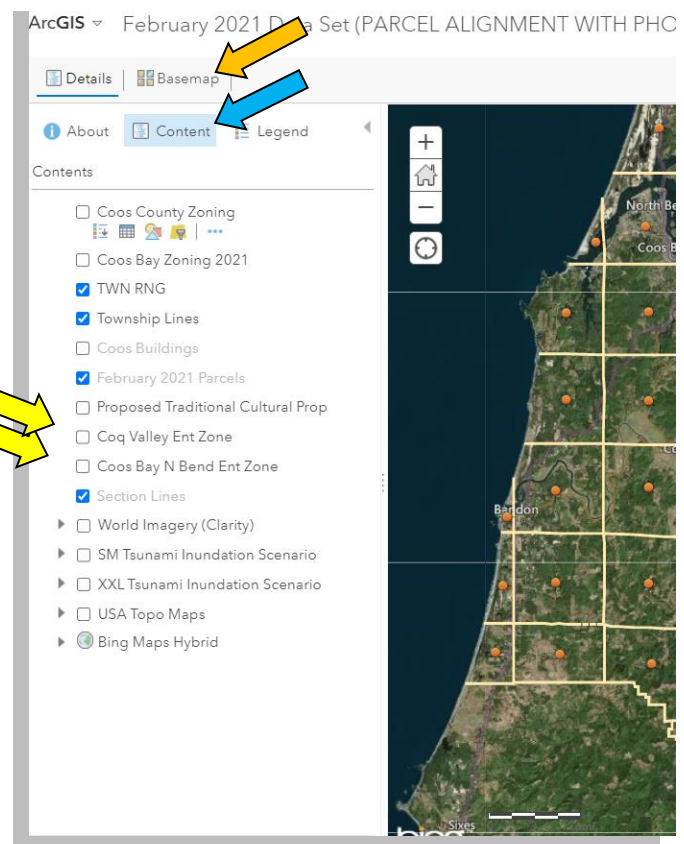 ArcGIS February 2021 Set (PARCEL ALIGNMENT WITH PHO
Details Basemap
About Content Legend
Contents
Coos County Zoning
Coos Bay Zoning 2021
TWN RNG
Township Lines
Coos Buildings
February 2021 Parcels
Proposed Traditional Cultural Prop
Coq Valley Ent Zone
Coos Bay N Bend Ent Zone
Section Lines
World Imagery (Clarity)
SM Tsunami Inundation Scenario
XXL Tsunami Inundation Scenario
USA Topo Maps
Bing Maps Hybrid
+
−
North Be
Coos B
Bandon
Sixes
bing